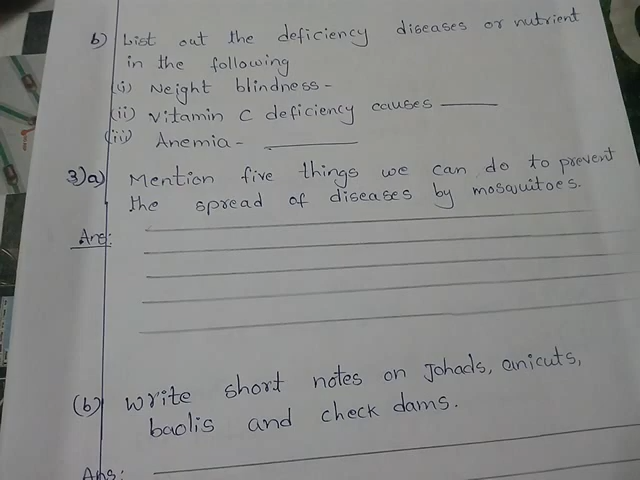 b) List out the deficiency diseases or nutrient
in the following
(i) Neight blindness -
(ii) Vitamin C deficiency causes ———
(iii) Anemia - ———
3)a) Mention five things we can do to prevent
the spread of diseases by mosquitoes.
Ans:
(b) Write short notes on Johads, anicuts,
baolis and check dams.
Ans: